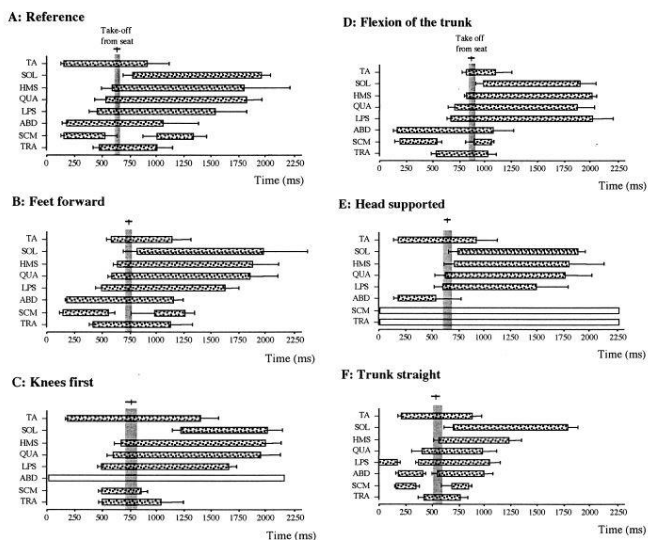 A: Reference
Take-off
from seat
TA
SOL
HMS
QUA
LPS
ABD
SCM
TRA
0 250 500 750 1000 1250 1500 1750 2000 2250
Time (ms)
B: Feet forward
TA
SOL
HMS
QUA
LPS
ABD
SCM
TRA
0 250 500 750 1000 1250 1500 1750 2000 2250
Time (ms)
C: Knees first
TA
SOL
HMS
QUA
LPS
ABD
SCM
TRA
0 250 500 750 1000 1250 1500 1750 2000 2250
Time (ms)
D: Flexion of the trunk
Take off
from seat
TA
SOL
HMS
QUA
LPS
ABD
SCM
TRA
0 250 500 750 1000 1250 1500 1750 2000 2250
Time (ms)
E: Head supported
TA
SOL
HMS
QUA
LPS
ABD
SCM
TRA
0 250 500 750 1000 1250 1500 1750 2000 2250
Time (ms)
F: Trunk straight
TA
SOL
HMS
QUA
LPS
ABD
SCM
TRA
0 250 500 750 1000 1250 1500 1750 2000 2250
Time (ms)